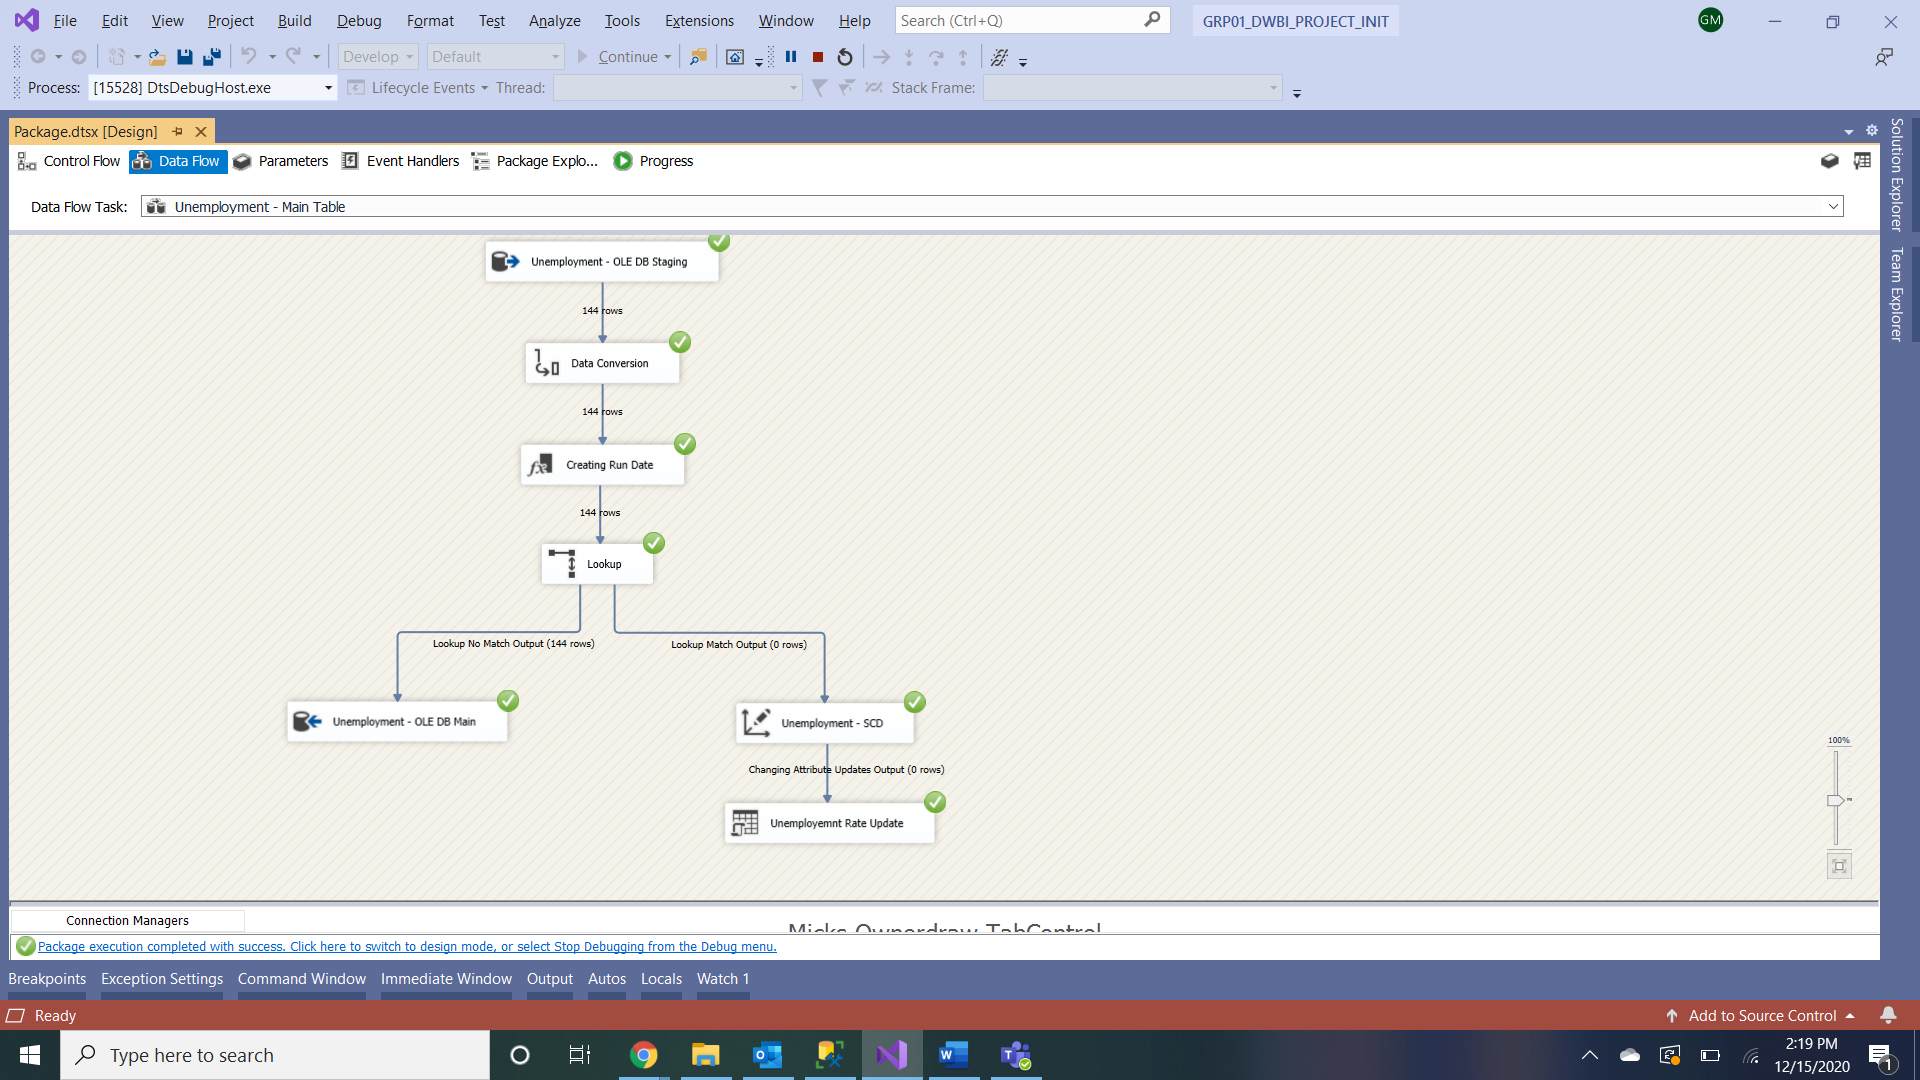 File Edit View Project Build Debug Format Test Analyze Tools Extensions Window Help Search (Ctrl+Q) GRP01_DWBI_PROJECT_INIT GM
Develop Default Continue
Process: [15528] DtsDebugHost.exe Lifecycle Events Thread: Stack Frame:
Package.dtsx [Design]
Control Flow Data Flow Parameters Event Handlers Package Explo... Progress
Data Flow Task: Unemployment - Main Table
Solution Explorer
Team Explorer
Unemployment - OLE DB Staging
144 rows
Data Conversion
144 rows
Creating Run Date
144 rows
Lookup
Lookup No Match Output (144 rows) Lookup Match Output (0 rows)
Unemployment - OLE DB Main Unemployment - SCD
Changing Attribute Updates Output (0 rows)
Unemployemnt Rate Update
100%
Connection Managers
Micks Ownerdraw TabControl
Package execution completed with success. Click here to switch to design mode, or select Stop Debugging from the Debug menu.
Breakpoints Exception Settings Command Window Immediate Window Output Autos Locals Watch 1
Ready Add to Source Control
Type here to search
2:19 PM
12/15/2020
1